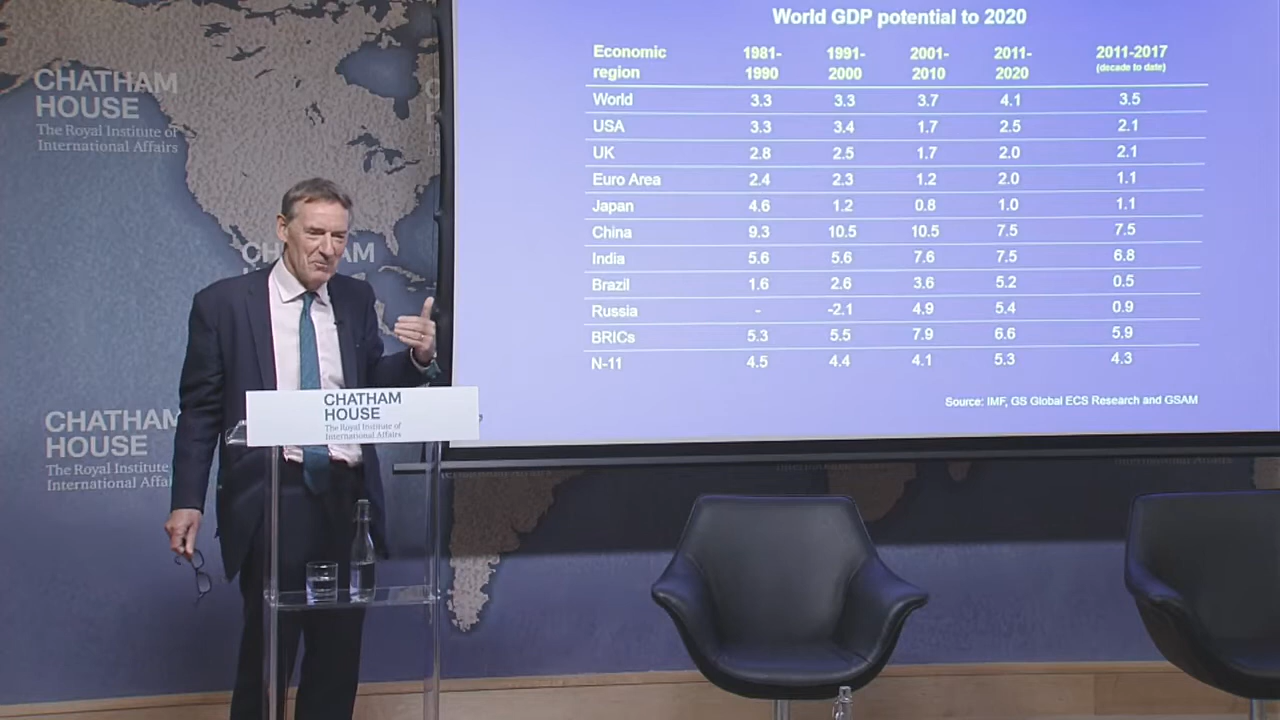 World GDP potential to 2020
Economic region 1981-1990 1991-2000 2001-2010 2011-2020 2011-2017 (decade to date)
World 3.3 3.3 3.7 4.1 3.5
USA 3.3 3.4 1.7 2.5 2.1
UK 2.8 2.5 1.7 2.0 2.1
Euro Area 2.4 2.3 1.2 2.0 1.1
Japan 4.6 1.2 0.8 1.0 1.1
China 9.3 10.5 10.5 7.5 7.5
India 5.6 5.6 7.6 7.5 6.8
Brazil 1.6 2.6 3.6 5.2 0.5
Russia - -2.1 4.9 5.4 0.9
BRICs 5.3 5.5 7.9 6.6 5.9
N-11 4.5 4.4 4.1 5.3 4.3
Source: IMF, GS Global ECS Research and GSAM
CHATHAM
HOUSE
The Royal Institute of
International Affairs
CHATHAM
HOUSE
The Royal Institute of
International Affairs
CHATHAM
HOUSE
The Royal Institute
International Affai